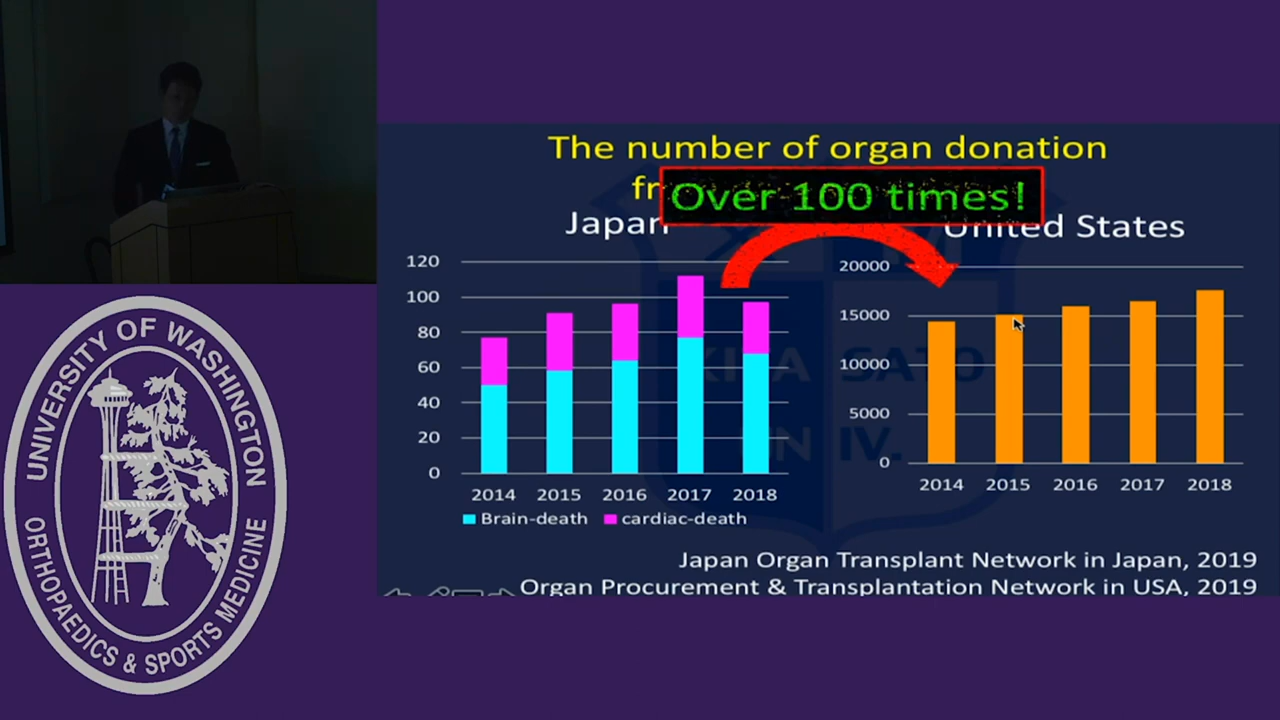 The number of organ donation
fr
Over 100 times!
Japan
United States
120
100
80
60
40
20
0
2014 2015 2016 2017 2018
Brain-death cardiac-death
20000
15000
10000
5000
0
2014 2015 2016 2017 2018
KITA SATO
UNIV.
Japan Organ Transplant Network in Japan, 2019
Organ Procurement & Transplantation Network in USA, 2019
UNIVERSITY OF WASHINGTON
ORTHOPAEDICS & SPORTS MEDICINE